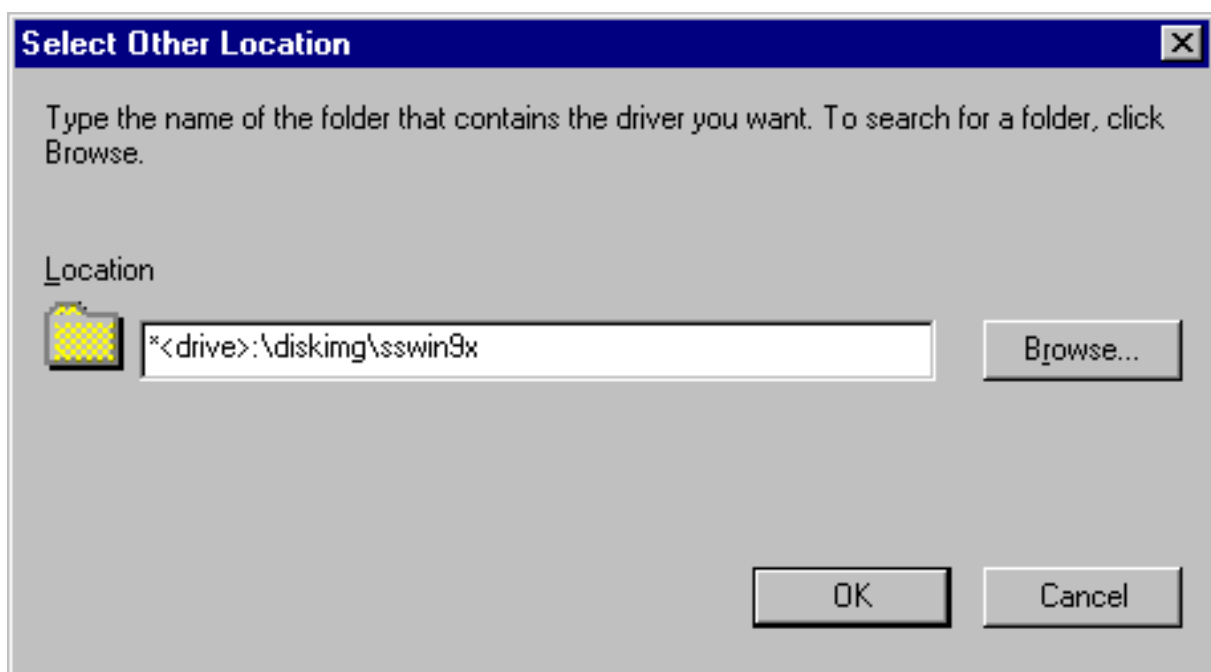 Select Other Location
Type the name of the folder that contains the driver you want. To search for a folder, click
Browse.
Location
*<drive>:\diskimg\sswin9x
Browse...
OK
Cancel